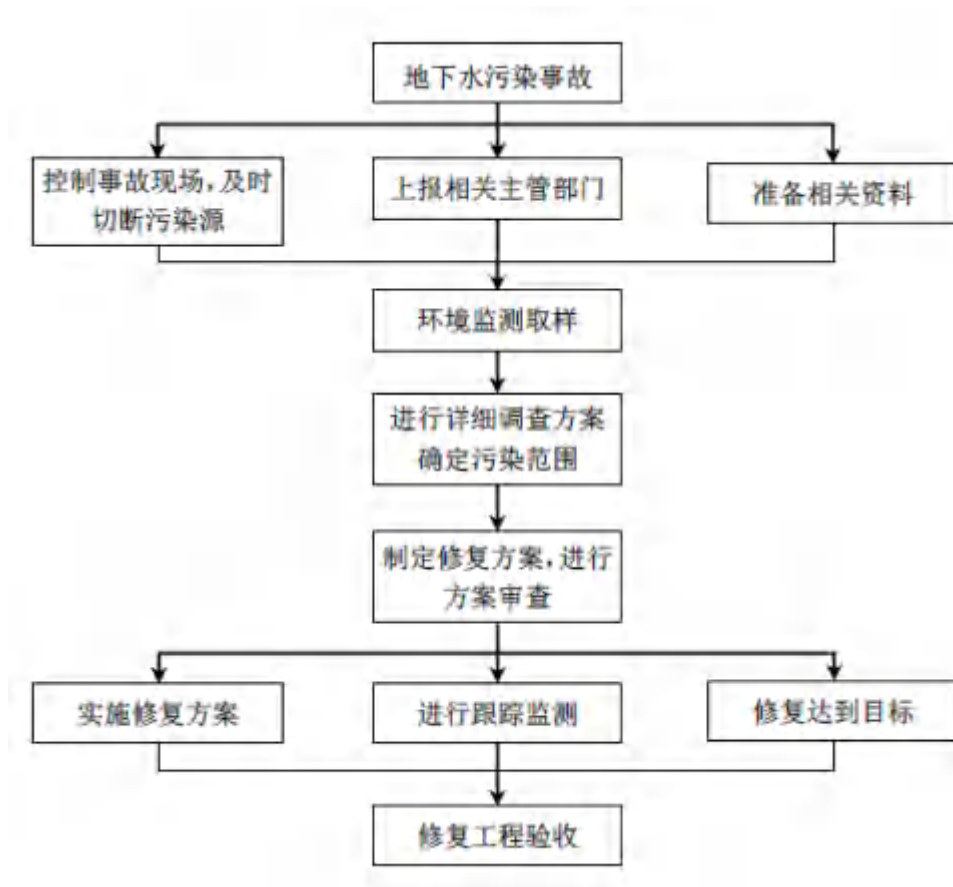 地下水污染事故
控制事故现场，及时
切断污染源
上报相关主管部门
准备相关资料
环境监测取样
进行详细调查方案
确定污染范围
制定修复方案，进行
方案审查
实施修复方案
进行跟踪监测
修复达到目标
修复工程验收